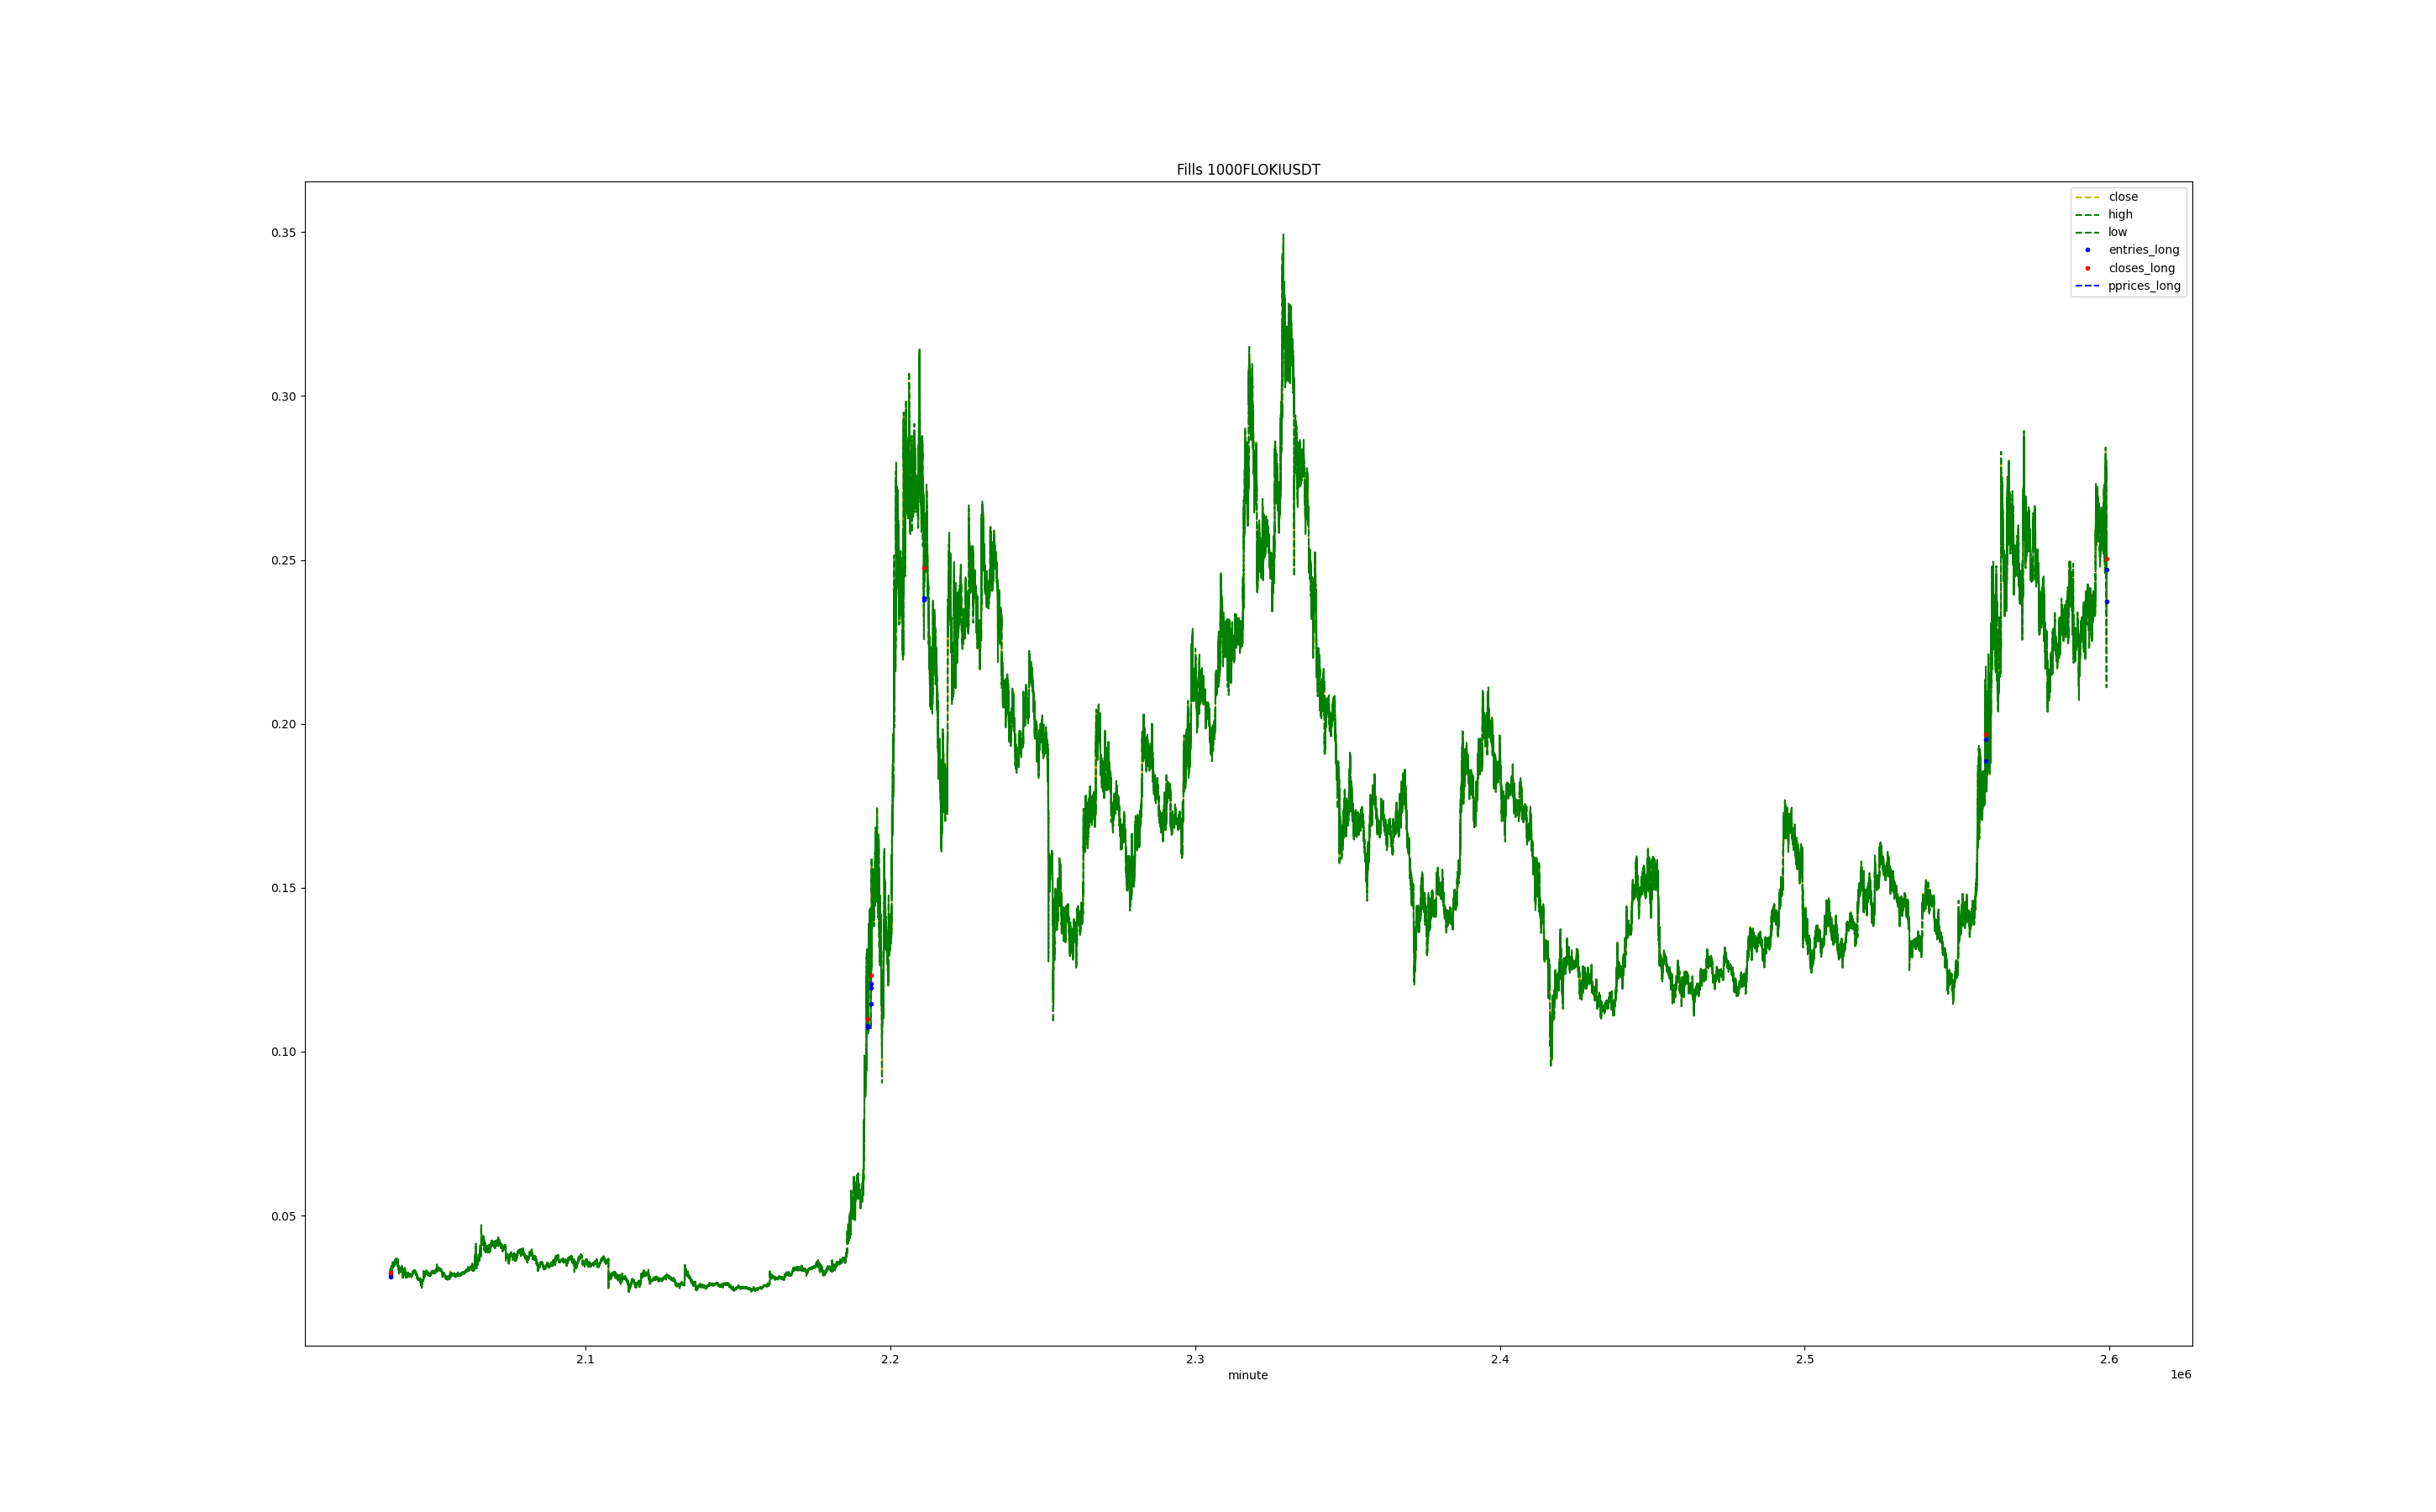 Fills 1000FLOKIUSDT
close
high
low
entries_long
closes_long
pprices_long
0.35
0.30
0.25
0.20
0.15
0.10
0.05
2.1
2.2
2.3
2.4
2.5
2.6
minute
1e6